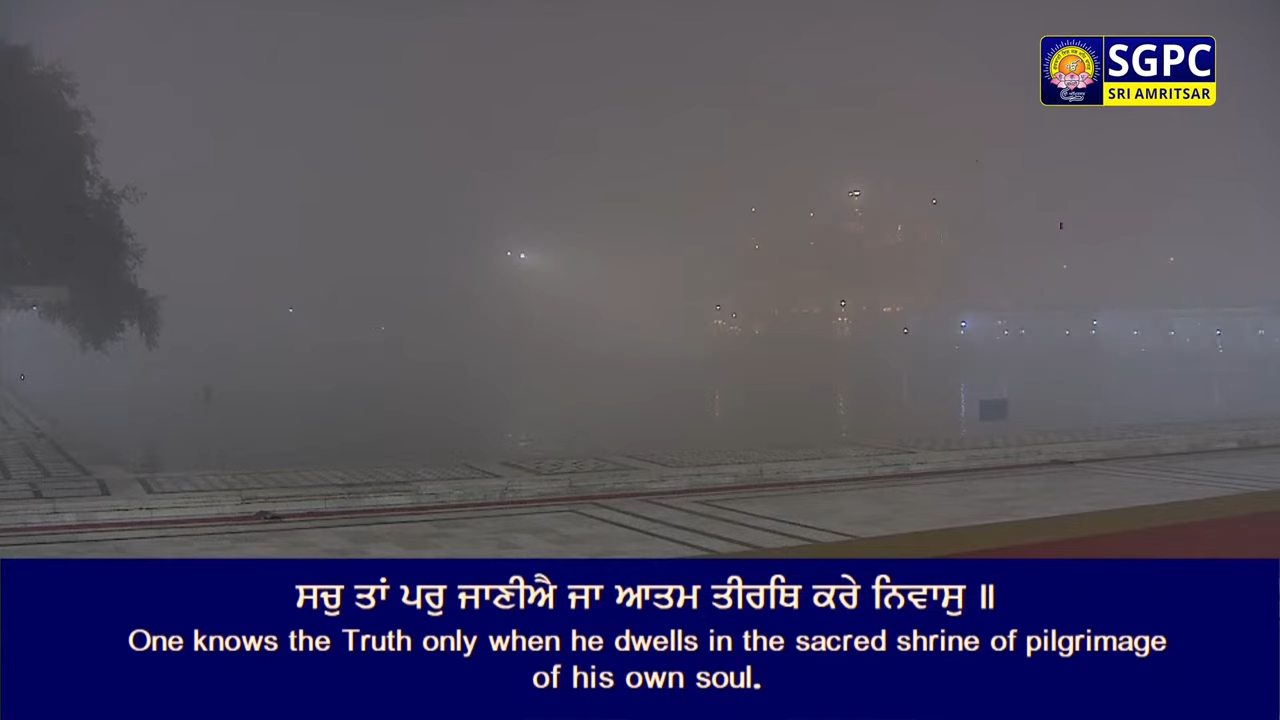 SGPC
SRI AMRITSAR
ਸਚੁ ਤਾਂ ਪਰੁ ਜਾਣੀਐ ਜਾ ਆਤਮ ਤੀਰਥਿ ਕਰੇ ਨਿਵਾਸੁ ॥
One knows the Truth only when he dwells in the sacred shrine of pilgrimage
of his own soul.